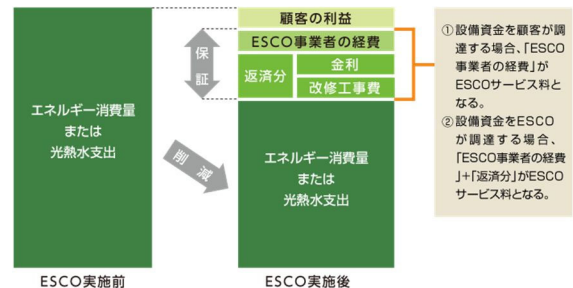 顧客の利益
ESCO事業者の経費
保証
返済分
金利
改修工事費
エネルギー消費量
または
光熱水支出
削減
エネルギー消費量
または
光熱水支出
ESCO実施前
ESCO実施後
①設備資金を顧客が調
達する場合、「ESCO
事業者の経費」が
ESCOサービス料と
なる。
②設備資金をESCO
が調達する場合、
「ESCO事業者の経費
」+「返済分」がESCO
サービス料となる。